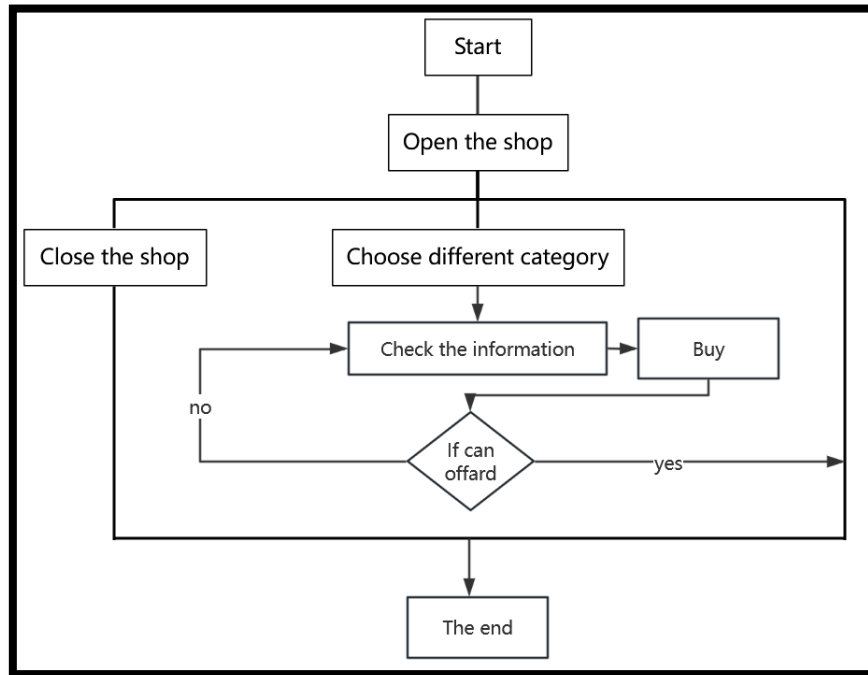 Start
Open the shop
Close the shop
Choose different category
Check the information
Buy
no
If can
offard
yes
The end